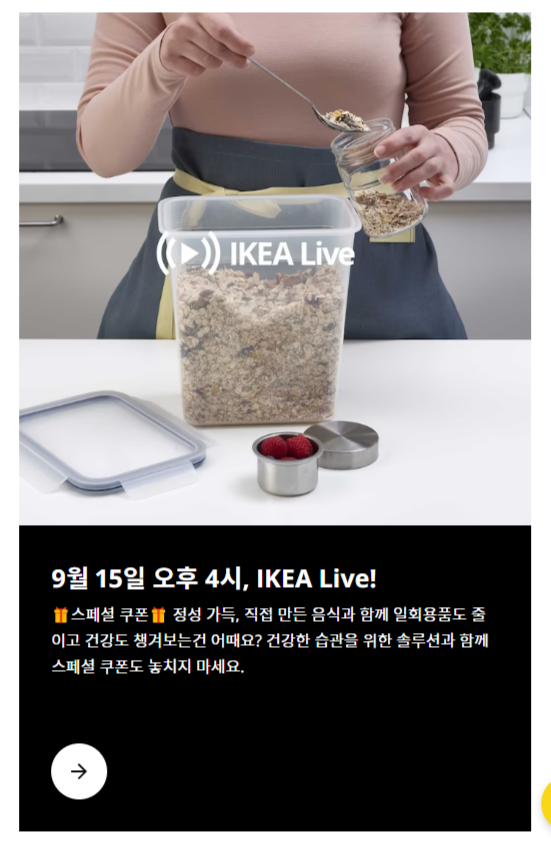 IKEA Live
9월 15일 오후 4시, IKEA Live!
🎁스페셜 쿠폰🎁 정성 가득, 직접 만든 음식과 함께 일회용품도 줄
이고 건강도 챙겨보는건 어때요? 건강한 습관을 위한 솔루션과 함께
스페셜 쿠폰도 놓치지 마세요.